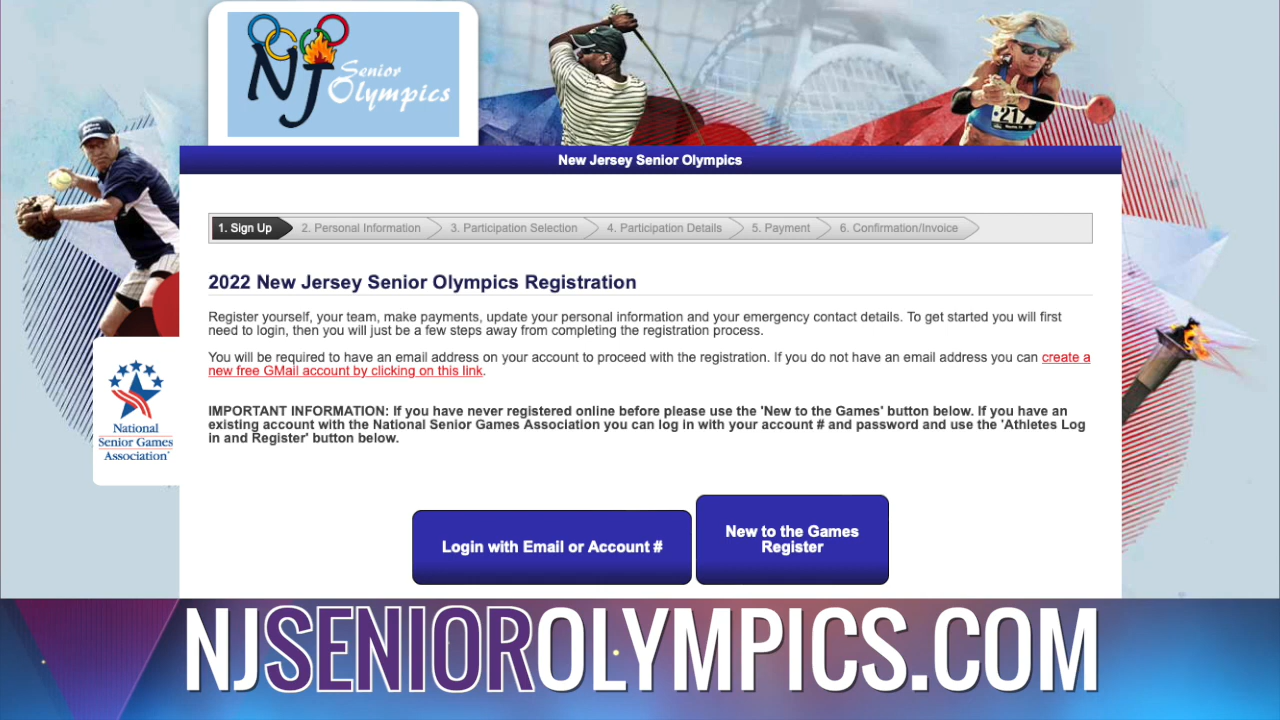 NJ Senior
Olympics
217
New Jersey Senior Olympics
1. Sign Up 2. Personal Information 3. Participation Selection 4. Participation Details 5. Payment 6. Confirmation/Invoice
2022 New Jersey Senior Olympics Registration
Register yourself, your team, make payments, update your personal information and your emergency contact details. To get started you will first
need to login, then you will just be a few steps away from completing the registration process.
You will be required to have an email address on your account to proceed with the registration. If you do not have an email address you can create a
new free GMail account by clicking on this link.
IMPORTANT INFORMATION: If you have never registered online before please use the 'New to the Games' button below. If you have an
existing account with the National Senior Games Association you can log in with your account # and password and use the 'Athletes Log
in and Register' button below.
National
Senior Games
Association
Login with Email or Account #
New to the Games
Register
NJSENIOROLYMPICS.COM